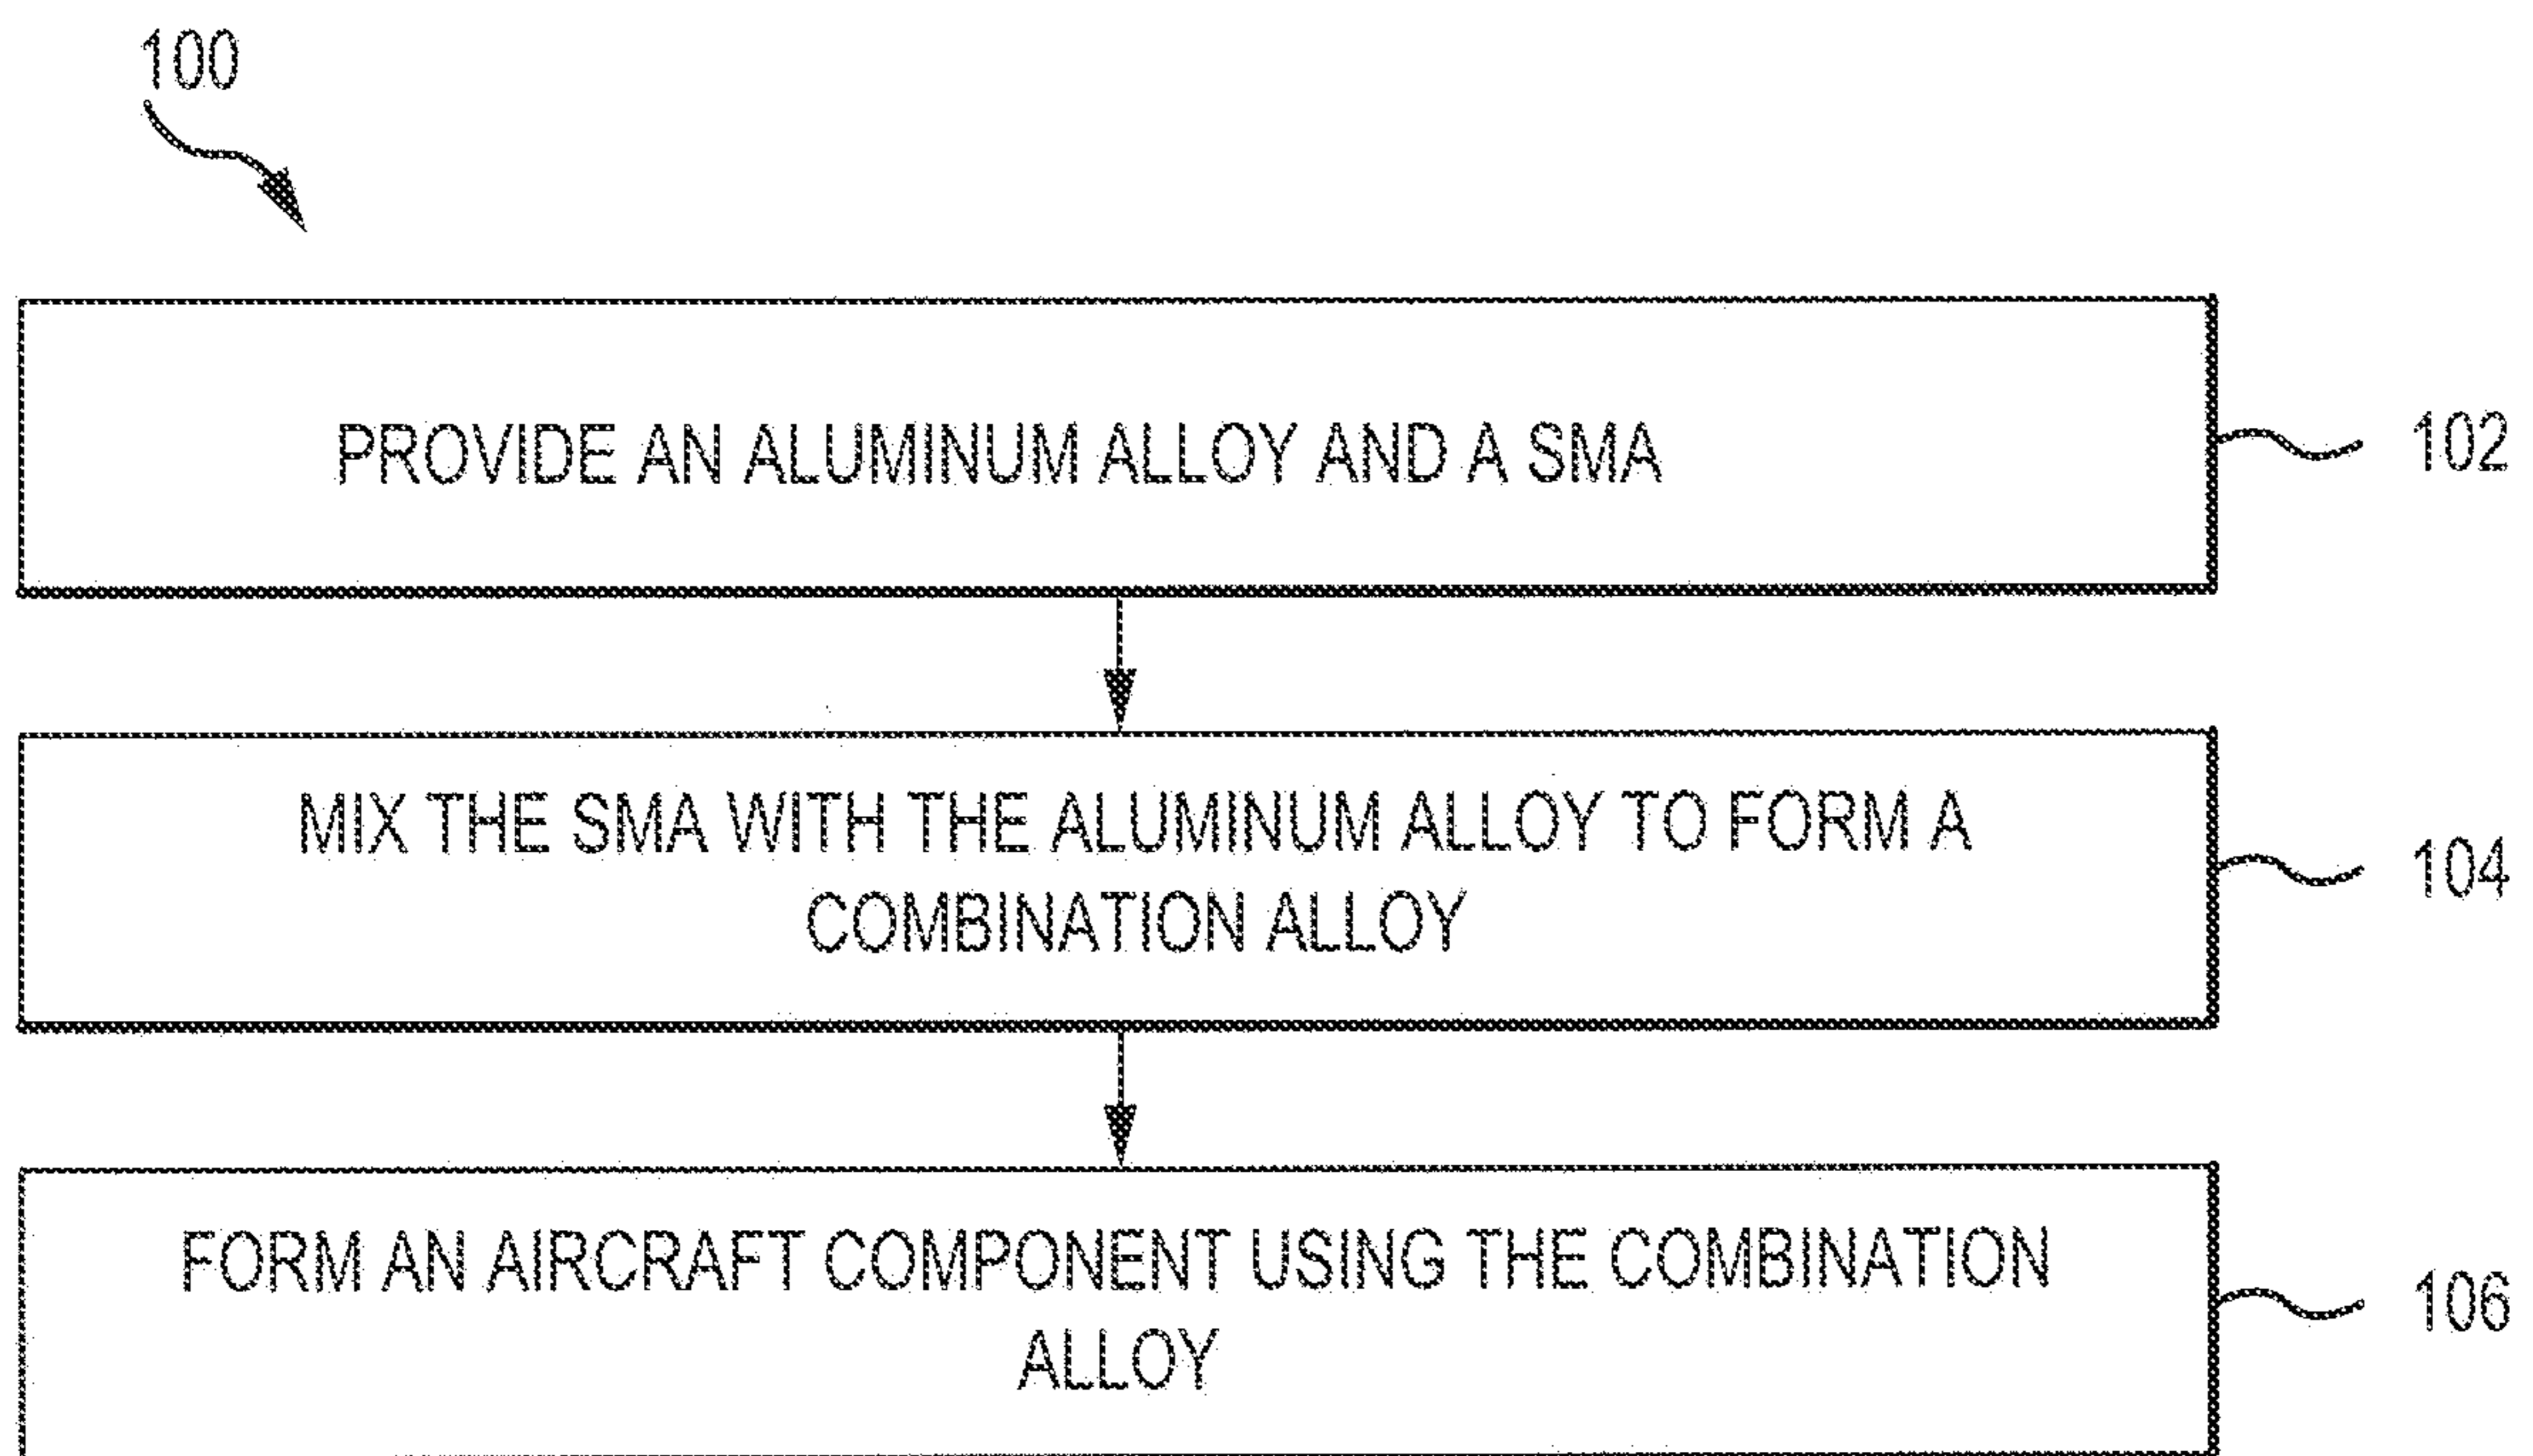 100
PROVIDE AN ALUMINUM ALLOY AND A SMA
102
MIX THE SMA WITH THE ALUMINUM ALLOY TO FORM A
COMBINATION ALLOY
104
FORM AN AIRCRAFT COMPONENT USING THE COMBINATION
ALLOY
106